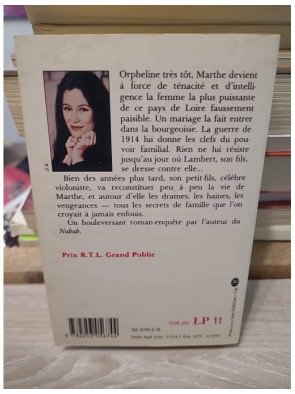 Orpheline très tôt, Marthe devient
à force de ténacité et d'intelli-
gence la femme la plus puissante
de ce pays de Loire faussement
paisible. Un mariage la fait entrer
dans la bourgeoisie. La guerre de
1914 lui donne les clefs du pou-
voir familial. Rien ne lui résiste
jusqu'au jour où Lambert, son fils,
se dresse contre elle...
Bien des années plus tard, son petit-fils, célèbre
violoniste, va reconstituer peu à peu la vie de
Marthe, et autour d'elle les drames, les haines, les
vengeances — tous les secrets de famille que l'on
croyait à jamais enfouis.
Un bouleversant roman-enquête par l'auteur du
Nabab.
Prix R.T.L. Grand Public
Code prix LP 11
30/6963/0